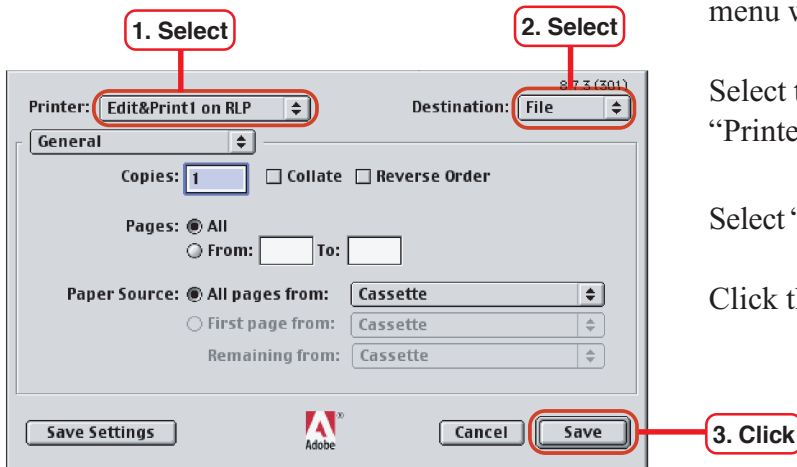 1. Select
2. Select
8.7.3 (301)
Printer: Edit&Print1 on RLP Destination: File
General
Copies: 1 Collate Reverse Order
Pages: All
From: To:
Paper Source: All pages from: Cassette
First page from: Cassette
Remaining from: Cassette
Save Settings
Adobe
®
Cancel Save
3. Click
menu
Select
“Printe
Select “
Click